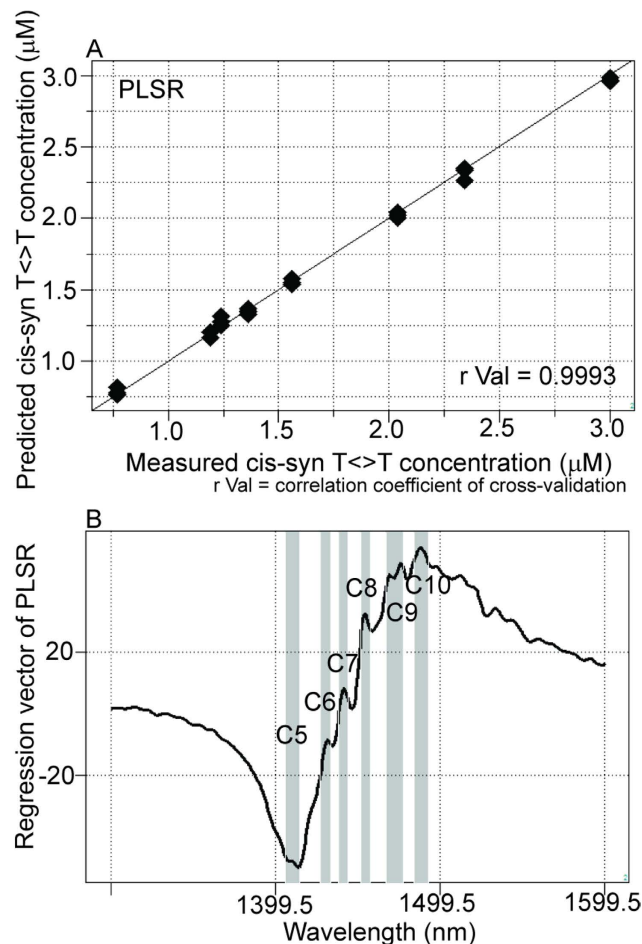 A
PLSR
Predicted cis-syn T<>T concentration (μM)
3.0
2.5
2.0
1.5
1.0
r Val = 0.9993
1.0
1.5
2.0
2.5
3.0
Measured cis-syn T<>T concentration (μM)
r Val = correlation coefficient of cross-validation
B
Regression vector of PLSR
20
-20
C5
C6
C7
C8
C9
C10
1399.5
1499.5
1599.5
Wavelength (nm)